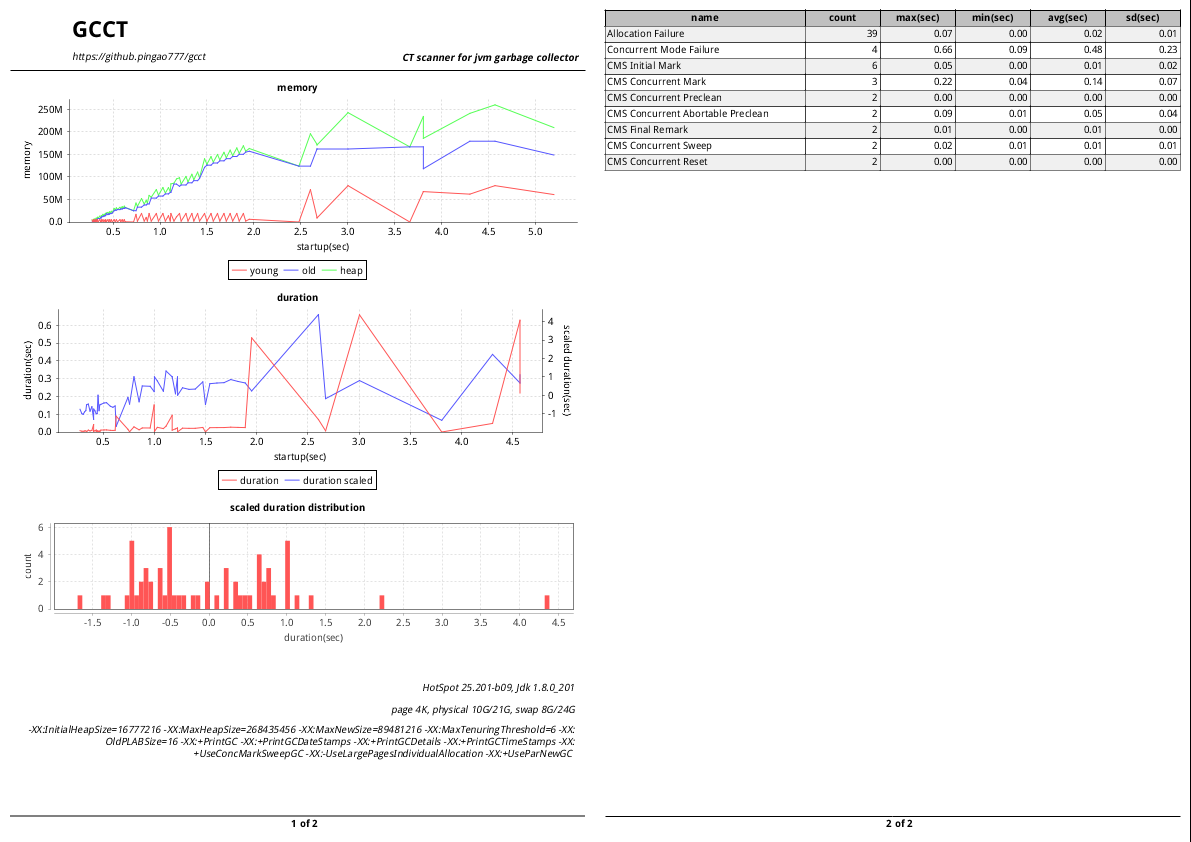 GCCT
https://github.pingao777/gcct
CT scanner for jvm garbage collector
memory
250M
200M
150M
100M
50M
0.0
memory
0.5 1.0 1.5 2.0 2.5 3.0 3.5 4.0 4.5 5.0
startup(sec)
young old heap
duration
0.6
0.5
0.4
0.3
0.2
0.1
0.0
duration(sec)
4
3
2
1
0
-1
scaled duration(sec)
0.5 1.0 1.5 2.0 2.5 3.0 3.5 4.0 4.5
startup(sec)
duration duration scaled
scaled duration distribution
6
4
2
0
count
-1.5 -1.0 -0.5 0.0 0.5 1.0 1.5 2.0 2.5 3.0 3.5 4.0 4.5
duration(sec)
HotSpot 25.201-b09, Jdk 1.8.0_201
page 4K, physical 10G/21G, swap 8G/24G
-XX:InitialHeapSize=16777216 -XX:MaxHeapSize=268435456 -XX:MaxNewSize=89481216 -XX:MaxTenuringThreshold=6 -XX:
OldPLABSize=16 -XX:+PrintGC -XX:+PrintGCDateStamps -XX:+PrintGCDetails -XX:+PrintGCTimeStamps -XX:
+UseConcMarkSweepGC -XX:-UseLargePagesIndividualAllocation -XX:+UseParNewGC
1 of 2
name count max(sec) min(sec) avg(sec) sd(sec)
Allocation Failure 39 0.07 0.00 0.02 0.01
Concurrent Mode Failure 4 0.66 0.09 0.48 0.23
CMS Initial Mark 6 0.05 0.00 0.01 0.02
CMS Concurrent Mark 3 0.22 0.04 0.14 0.07
CMS Concurrent Preclean 2 0.00 0.00 0.00 0.00
CMS Concurrent Abortable Preclean 2 0.09 0.01 0.05 0.04
CMS Final Remark 2 0.01 0.00 0.01 0.00
CMS Concurrent Sweep 2 0.02 0.01 0.01 0.01
CMS Concurrent Reset 2 0.00 0.00 0.00 0.00
2 of 2